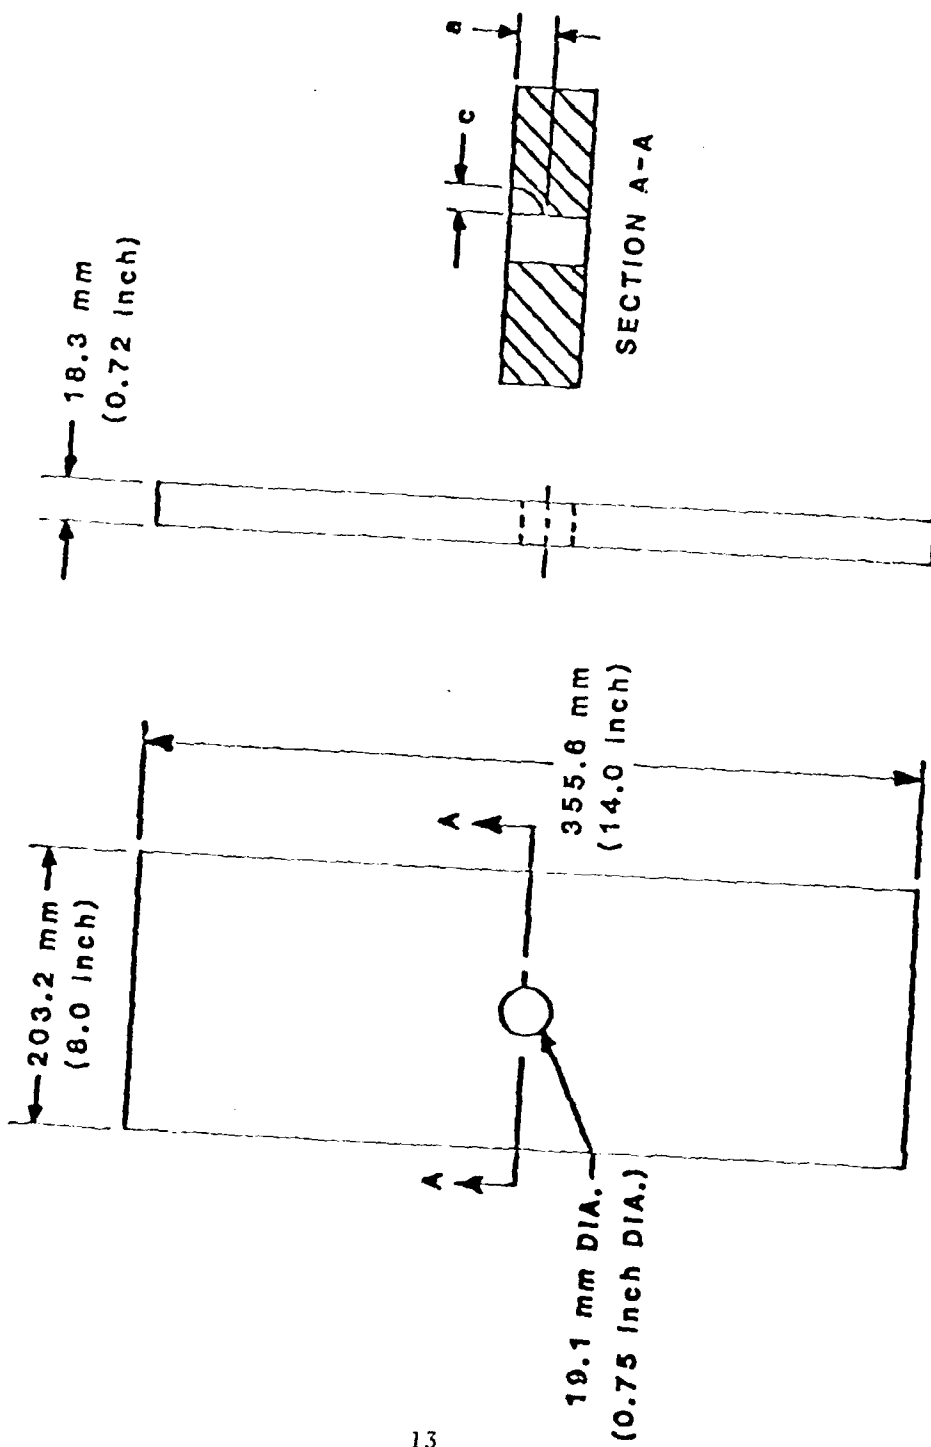 a
c
18.3 mm
(0.72 inch)
SECTION A-A
203.2 mm
(8.0 inch)
A
A
355.6 mm
(14.0 inch)
19.1 mm DIA.
(0.75 inch DIA.)
13